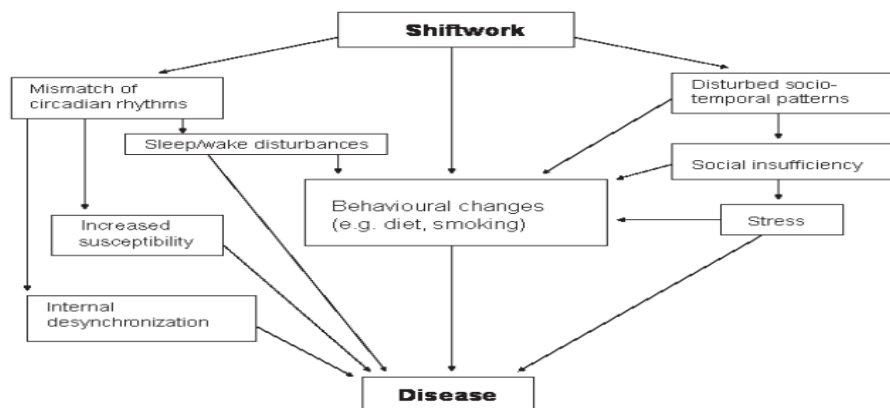 Shiftwork
Mismatch of
circadian rhythms
Disturbed socio-
temporal patterns
Sleep/wake disturbances
Social insufficiency
Behavioural changes
(e.g. diet, smoking)
Increased
susceptibility
Stress
Internal
desynchronization
Disease